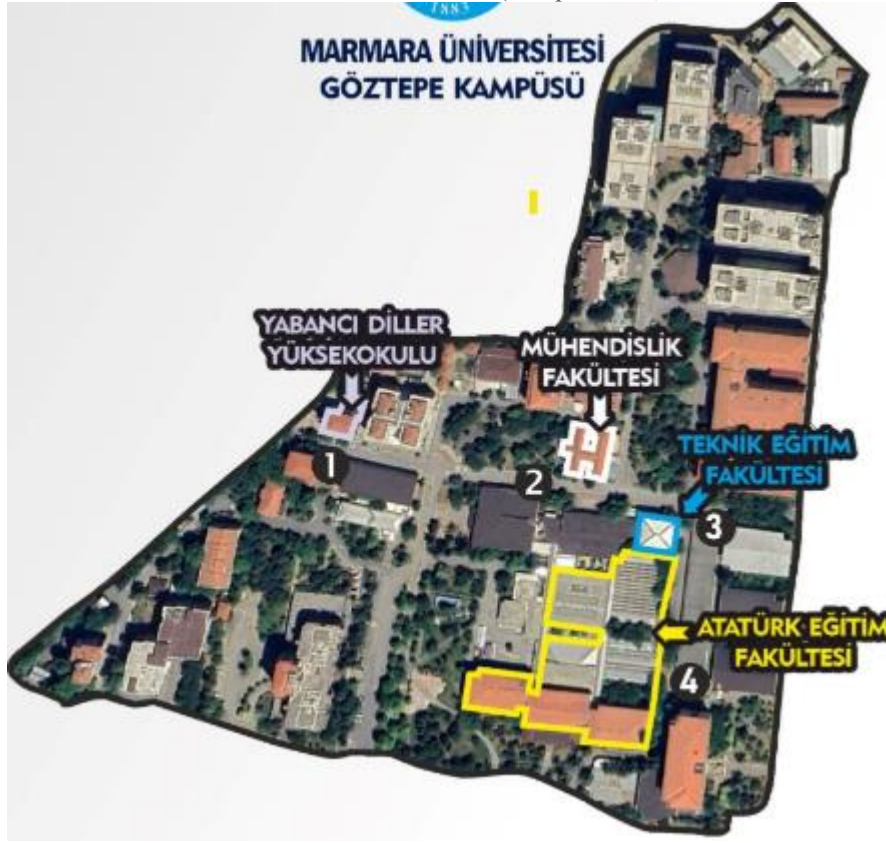 1883
MARMARA ÜNİVERSİTESİ
GÖZTEPE KAMPÜSÜ
YABANCI DİLLER
YÜKSEKOKULU
MÜHENDİSLİK
FAKÜLTESİ
TEKNİK EĞİTİM
FAKÜLTESİ
1
2
3
ATATÜRK EĞİTİM
FAKÜLTESİ
4